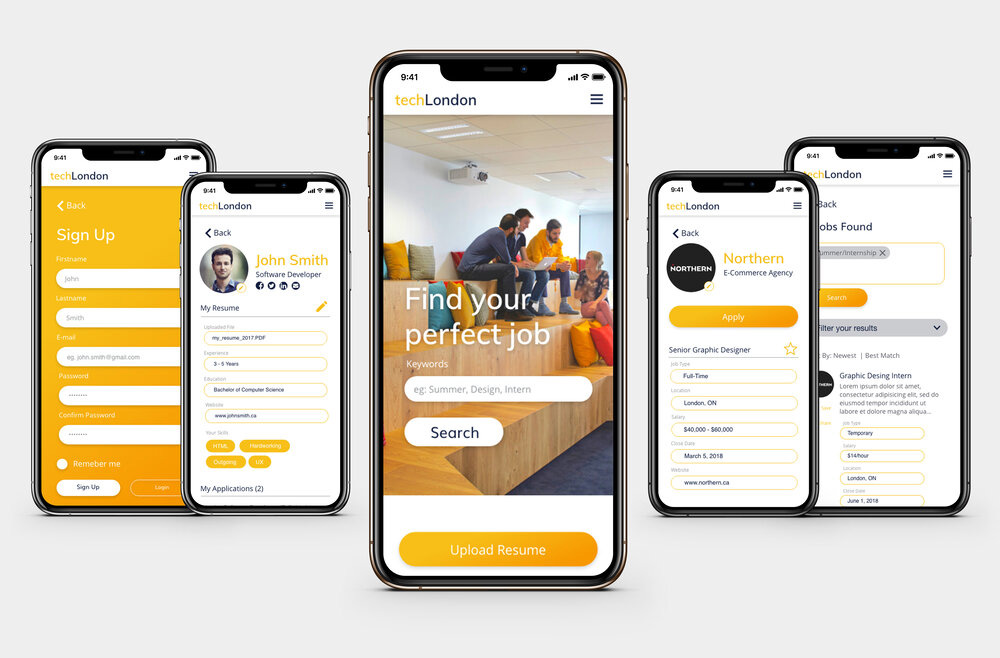 9:41
techLondon
Back
Sign Up
Firstname
John
Lastname
Smith
E-mail
eg. john.smith@gmail.com
Password
Confirm Password
Remeber me
Sign Up
Login
9:41
techLondon
Back
John Smith
Software Developer
My Resume
Uploaded File
my_resume_2017.PDF
Experience
3 - 5 Years
Education
Bachelor of Computer Science
Website
www.johnsmith.ca
Your Skills
HTML
Hardworking
Outgoing
UX
My Applications (2)
9:41
techLondon
Find your
perfect job
Keywords
eg: Summer, Design, Intern
Search
Upload Resume
9:41
techLondon
Back
NORTHERN
Northern
E-Commerce Agency
Apply
Senior Graphic Designer
Job Type
Full-Time
Location
London, ON
Salary
$40,000 - $60,000
Close Date
March 5, 2018
Website
www.northern.ca
9:41
techLondon
Back
Jobs Found
ummer/Internship
Search
Filter your results
By: Newest | Best Match
Graphic Desing Intern
Lorem ipsum dolor sit amet,
consectetur adipisicing elit, sed do
eiusmod tempor incididunt ut
labore et dolore magna aliqua...
Job Type
Temporary
Salary
$14/hour
Location
London, ON
Close Date
June 1, 2018